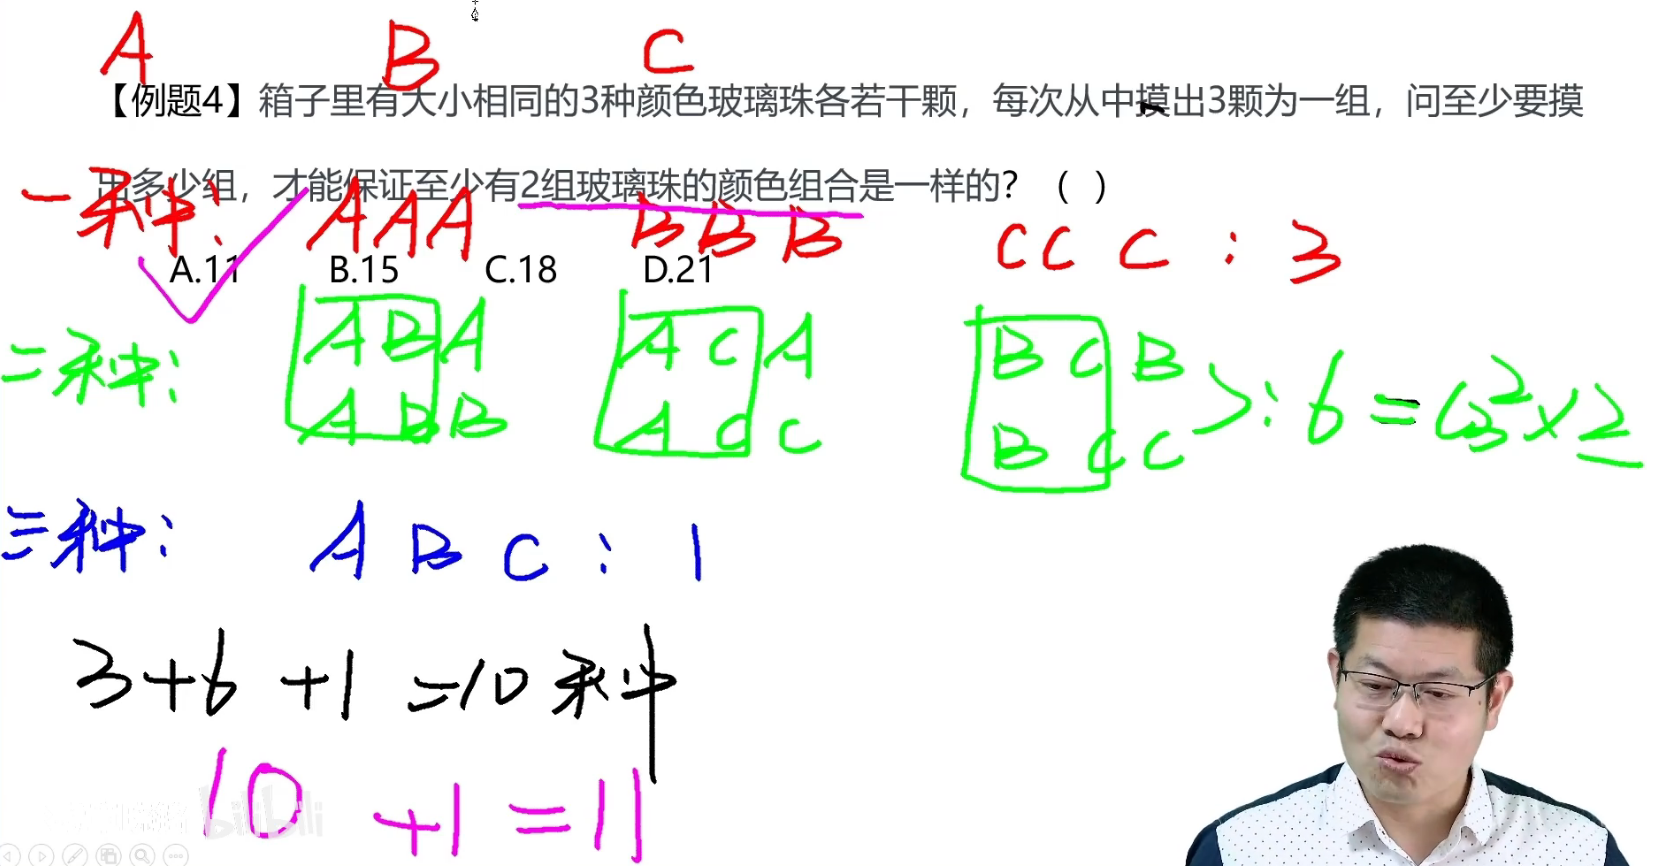 A B C
【例题4】箱子里有大小相同的3种颜色玻璃珠各若干颗，每次从中摸出3颗为一组，问至少要摸
出多少组，才能保证至少有2组玻璃珠的颜色组合是一样的？（ ）
一种: AAA BBB CCC : 3
A.11 B.15 C.18 D.21
ABA ACA BCB
二种: >: 6 = C₃²×2
ABB ACC BCC
三种: ABC : 1
3+6+1=10种
10+1=11
bilibili